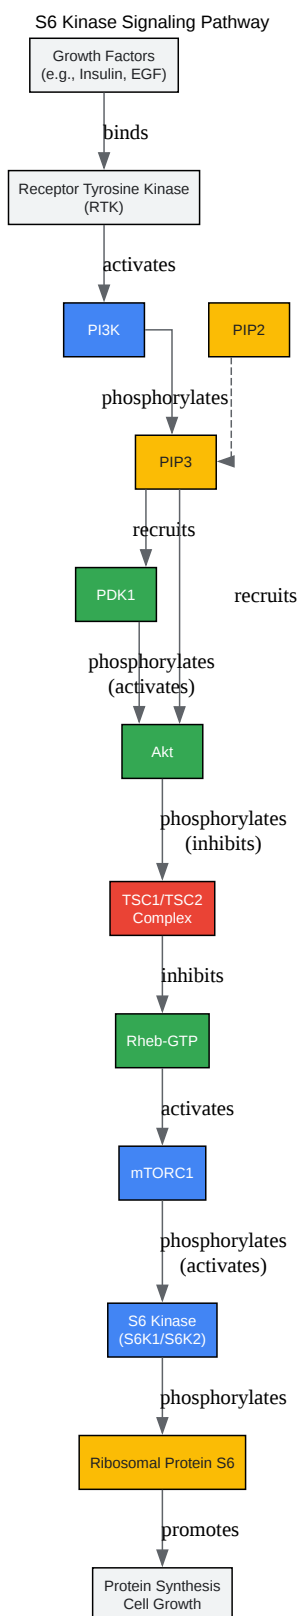 S6 Kinase Signaling Pathway
Growth Factors
(e.g., Insulin, EGF)
binds
Receptor Tyrosine Kinase
(RTK)
activates
PI3K
PIP2
phosphorylates
PIP3
recruits
PDK1
recruits
phosphorylates
(activates)
Akt
phosphorylates
(inhibits)
TSC1/TSC2
Complex
inhibits
Rheb-GTP
activates
mTORC1
phosphorylates
(activates)
S6 Kinase
(S6K1/S6K2)
phosphorylates
Ribosomal Protein S6
promotes
Protein Synthesis
Cell Growth